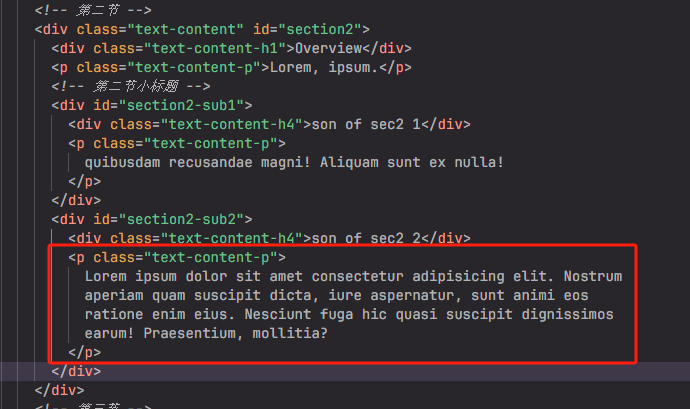 <!-- 第二节 -->
<div class="text-content" id="section2">
<div class="text-content-h1">Overview</div>
<p class="text-content-p">Lorem, ipsum.</p>
<!-- 第二节小标题 -->
<div id="section2-sub1">
<div class="text-content-h4">son of sec2 1</div>
<p class="text-content-p">
quibusdam recusandae magni! Aliquam sunt ex nulla!
</p>
</div>
<div id="section2-sub2">
<div class="text-content-h4">son of sec2 2</div>
<p class="text-content-p">
Lorem ipsum dolor sit amet consectetur adipisicing elit. Nostrum
aperiam quam suscipit dicta, iure aspernatur, sunt animi eos
ratione enim eius. Nesciunt fuga hic quasi suscipit dignissimos
earum! Praesentium, mollitia?
</p>
</div>
</div>